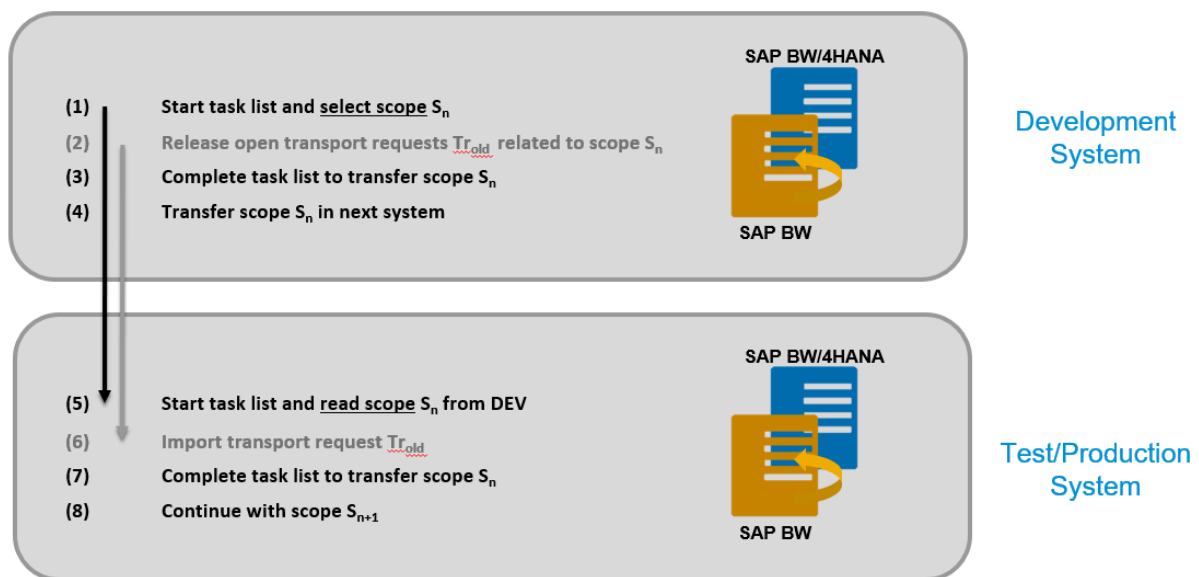 SAP BW/4HANA
(1) Start task list and select scope Sn
(2) Release open transport requests Trold related to scope Sn
(3) Complete task list to transfer scope Sn
(4) Transfer scope Sn in next system
SAP BW
Development
System
SAP BW/4HANA
(5) Start task list and read scope Sn from DEV
(6) Import transport request Trold
(7) Complete task list to transfer scope Sn
(8) Continue with scope Sn+1
SAP BW
Test/Production
System